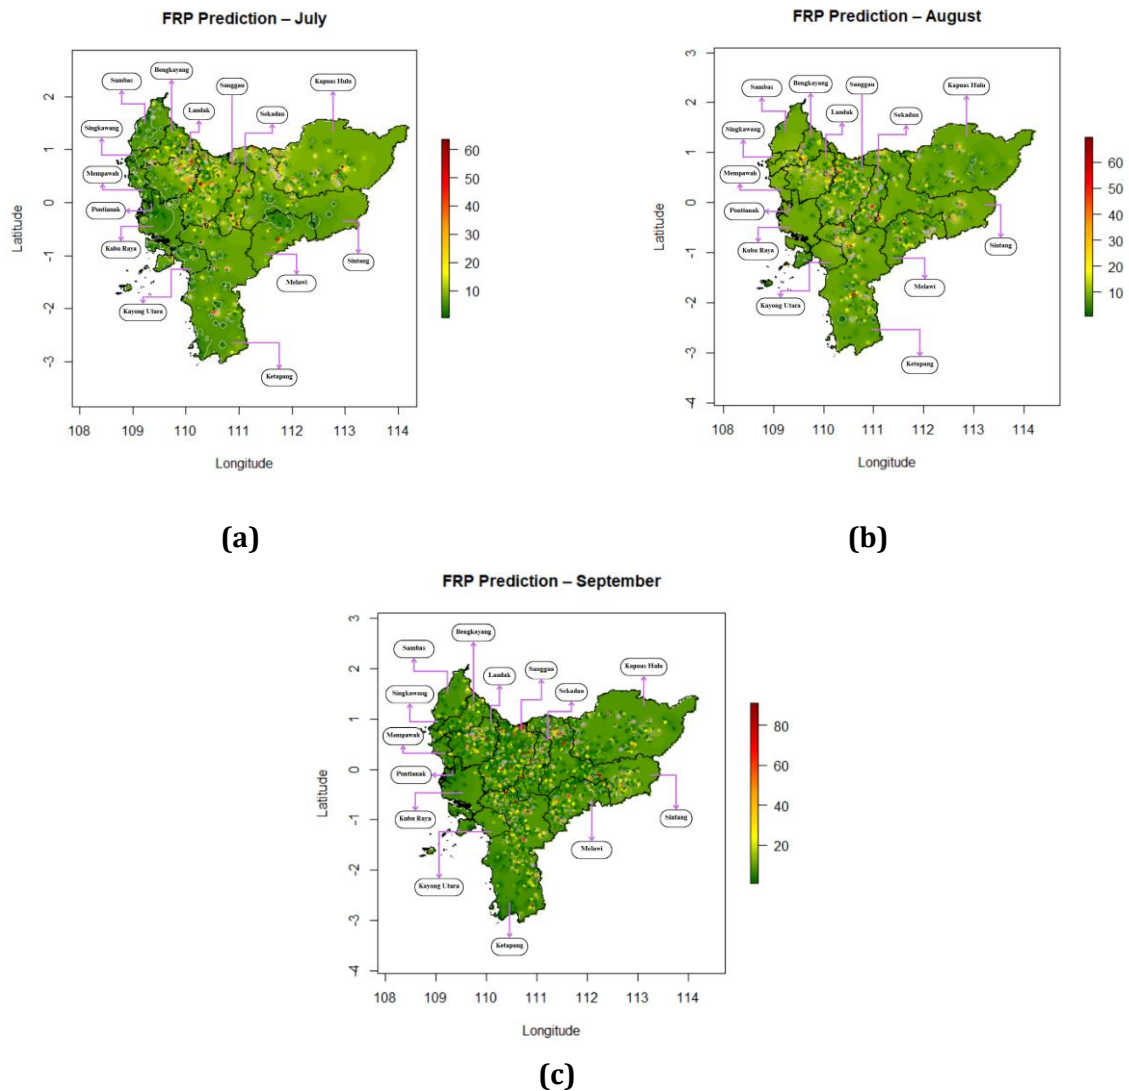 FRP Prediction – July
Latitude
2
1
0
-1
-2
-3
108 109 110 111 112 113 114
Longitude
60
50
40
30
20
10
Sambas
Bengkayang
Sanggau
Kapuas Hulu
Landak
Sekadau
Singkawang
Mempawah
Pontianak
Kubu Raya
Kayong Utara
Sintang
Melawi
Ketapang
(a)
FRP Prediction – August
Latitude
3
2
1
0
-1
-2
-3
-4
108 109 110 111 112 113 114
Longitude
60
50
40
30
20
10
Sambas
Bengkayang
Sanggau
Kapuas Hulu
Landak
Sekadau
Singkawang
Mempawah
Pontianak
Kubu Raya
Kayong Utara
Sintang
Melawi
Ketapang
(b)
FRP Prediction – September
Latitude
3
2
1
0
-1
-2
-3
-4
108 109 110 111 112 113 114
Longitude
80
60
40
20
Sambas
Bengkayang
Landak
Sanggau
Sekadau
Kapuas Hulu
Singkawang
Mempawah
Pontianak
Kubu Raya
Kayong Utara
Sintang
Melawi
Ketapang
(c)